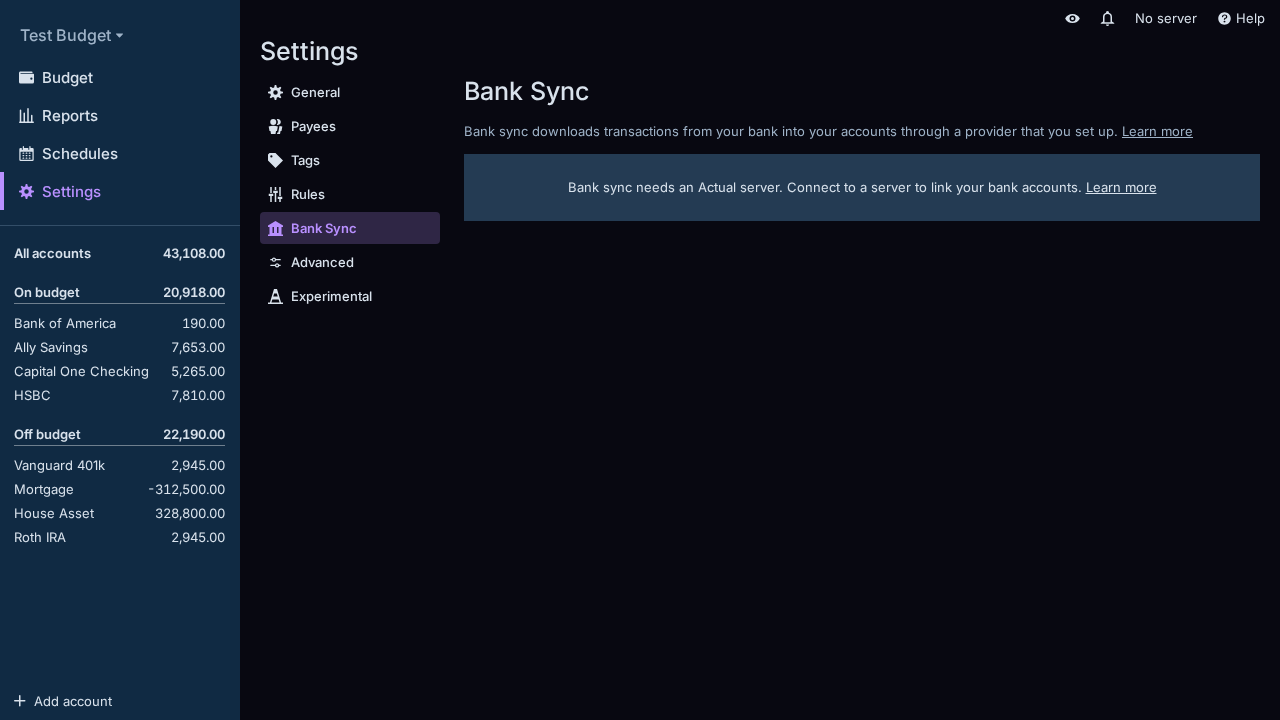 Test Budget
Budget
Reports
Schedules
Settings
All accounts 43,108.00
On budget 20,918.00
Bank of America 190.00
Ally Savings 7,653.00
Capital One Checking 5,265.00
HSBC 7,810.00
Off budget 22,190.00
Vanguard 401k 2,945.00
Mortgage -312,500.00
House Asset 328,800.00
Roth IRA 2,945.00
Add account
No server
Help
Settings
General
Payees
Tags
Rules
Bank Sync
Advanced
Experimental
Bank Sync
Bank sync downloads transactions from your bank into your accounts through a provider that you set up. Learn more
Bank sync needs an Actual server. Connect to a server to link your bank accounts. Learn more